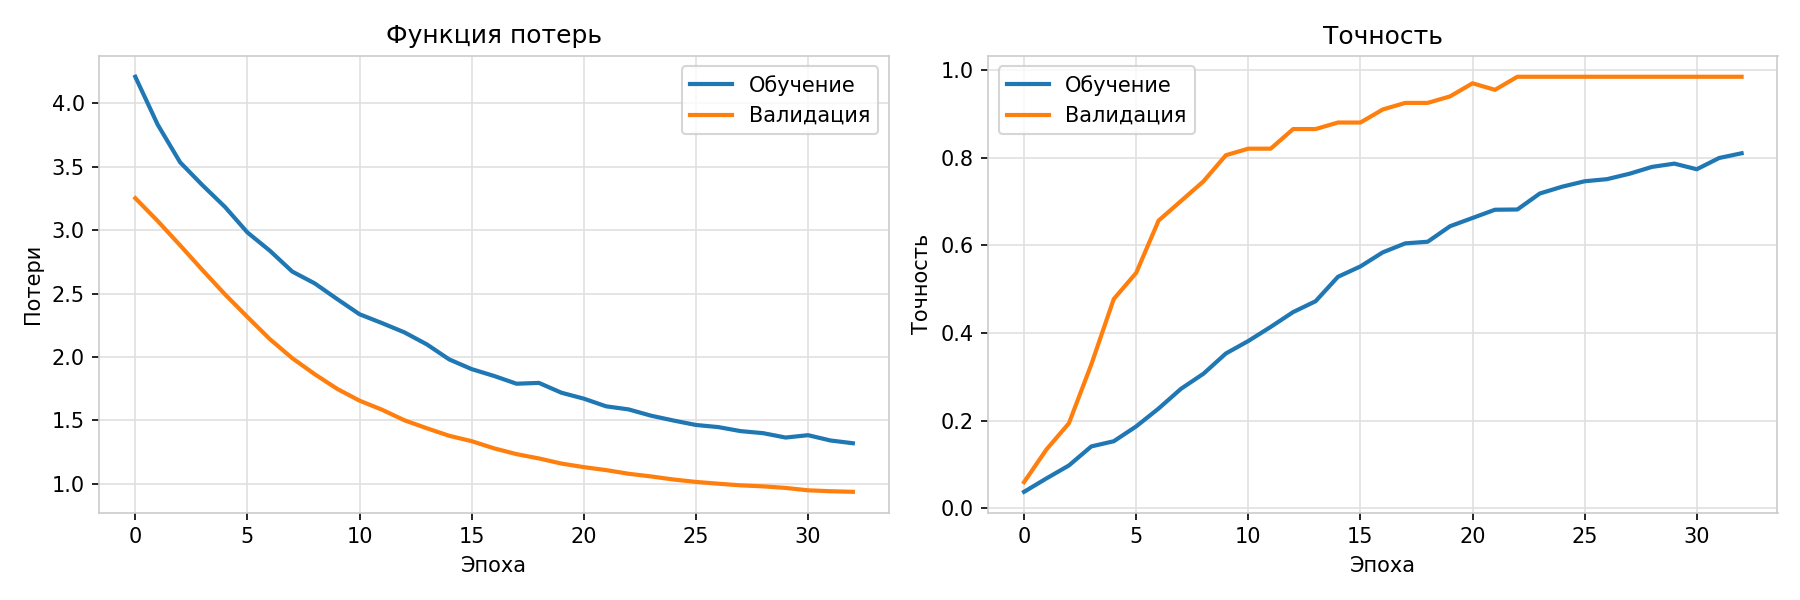 Функция потерь
Обучение
Валидация
4.0
3.5
3.0
2.5
2.0
1.5
1.0
Потери
0 5 10 15 20 25 30
Эпоха
Точность
Обучение
Валидация
1.0
0.8
0.6
0.4
0.2
0.0
Точность
0 5 10 15 20 25 30
Эпоха